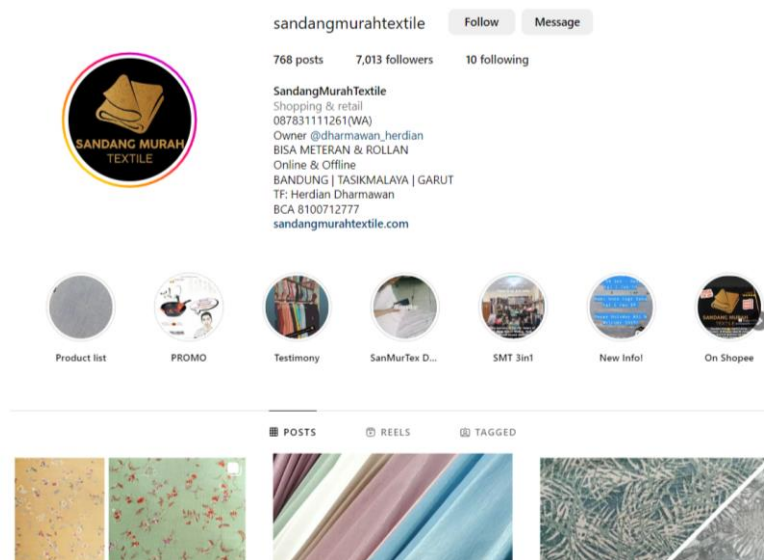 sandangmurahtextile Follow Message
768 posts 7,013 followers 10 following
SandangMurahTextile
Shopping & retail
087831111261(WA)
Owner @dharmawan_herdian
BISA METERAN & ROLLAN
Online & Offline
BANDUNG | TASIKMALAYA | GARUT
TF: Herdian Dharmawan
BCA 8100712777
sandangmurahtextile.com
SANDANG MURAH
TEXTILE
Product list PROMO Testimony SanMurTex D... SMT 3in1 New Info! On Shopee
POSTS REELS TAGGED